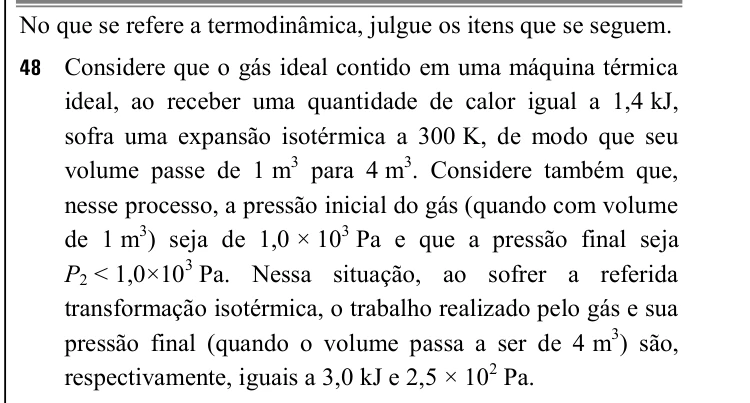 No que se refere a termodinâmica, julgue os itens que se seguem.
48 Considere que o gás ideal contido em uma máquina térmica
ideal, ao receber uma quantidade de calor igual a 1,4 kJ,
sofra uma expansão isotérmica a 300 K, de modo que seu
volume passe de 1 m³ para 4 m³. Considere também que,
nesse processo, a pressão inicial do gás (quando com volume
de 1 m³) seja de 1,0 × 10³ Pa e que a pressão final seja
P₂ < 1,0×10³ Pa. Nessa situação, ao sofrer a referida
transformação isotérmica, o trabalho realizado pelo gás e sua
pressão final (quando o volume passa a ser de 4 m³) são,
respectivamente, iguais a 3,0 kJ e 2,5 × 10² Pa.